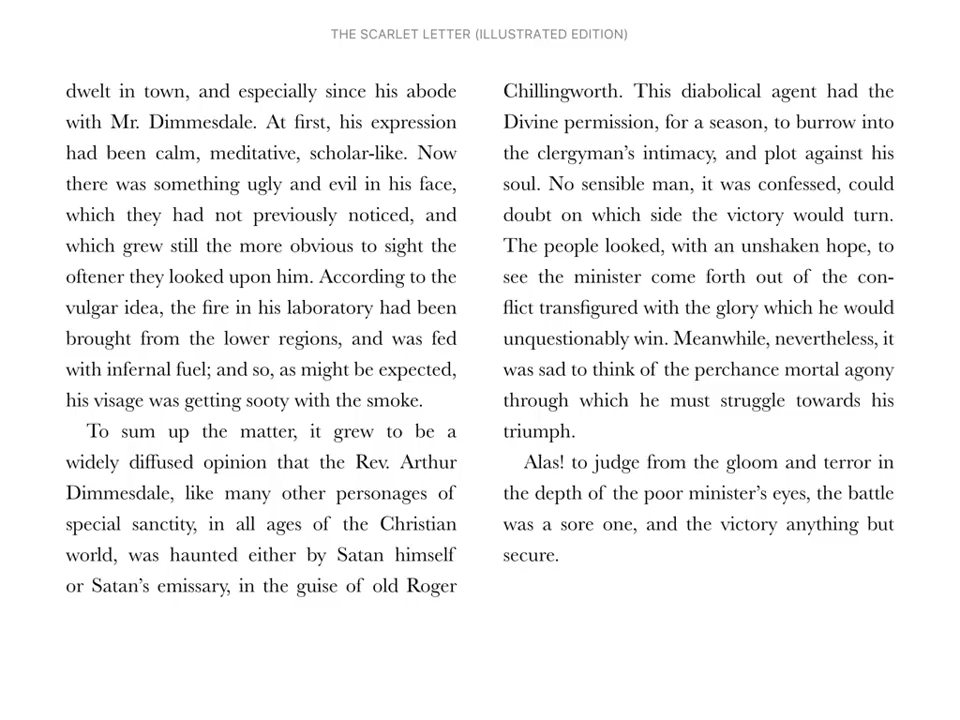 THE SCARLET LETTER (ILLUSTRATED EDITION)
dwelt in town, and especially since his abode
with Mr. Dimmesdale. At first, his expression
had been calm, meditative, scholar-like. Now
there was something ugly and evil in his face,
which they had not previously noticed, and
which grew still the more obvious to sight the
oftener they looked upon him. According to the
vulgar idea, the fire in his laboratory had been
brought from the lower regions, and was fed
with infernal fuel; and so, as might be expected,
his visage was getting sooty with the smoke.
To sum up the matter, it grew to be a
widely diffused opinion that the Rev. Arthur
Dimmesdale, like many other personages of
special sanctity, in all ages of the Christian
world, was haunted either by Satan himself
or Satan’s emissary, in the guise of old Roger
Chillingworth. This diabolical agent had the
Divine permission, for a season, to burrow into
the clergyman’s intimacy, and plot against his
soul. No sensible man, it was confessed, could
doubt on which side the victory would turn.
The people looked, with an unshaken hope, to
see the minister come forth out of the con-
flict transfigured with the glory which he would
unquestionably win. Meanwhile, nevertheless, it
was sad to think of the perchance mortal agony
through which he must struggle towards his
triumph.
Alas! to judge from the gloom and terror in
the depth of the poor minister’s eyes, the battle
was a sore one, and the victory anything but
secure.